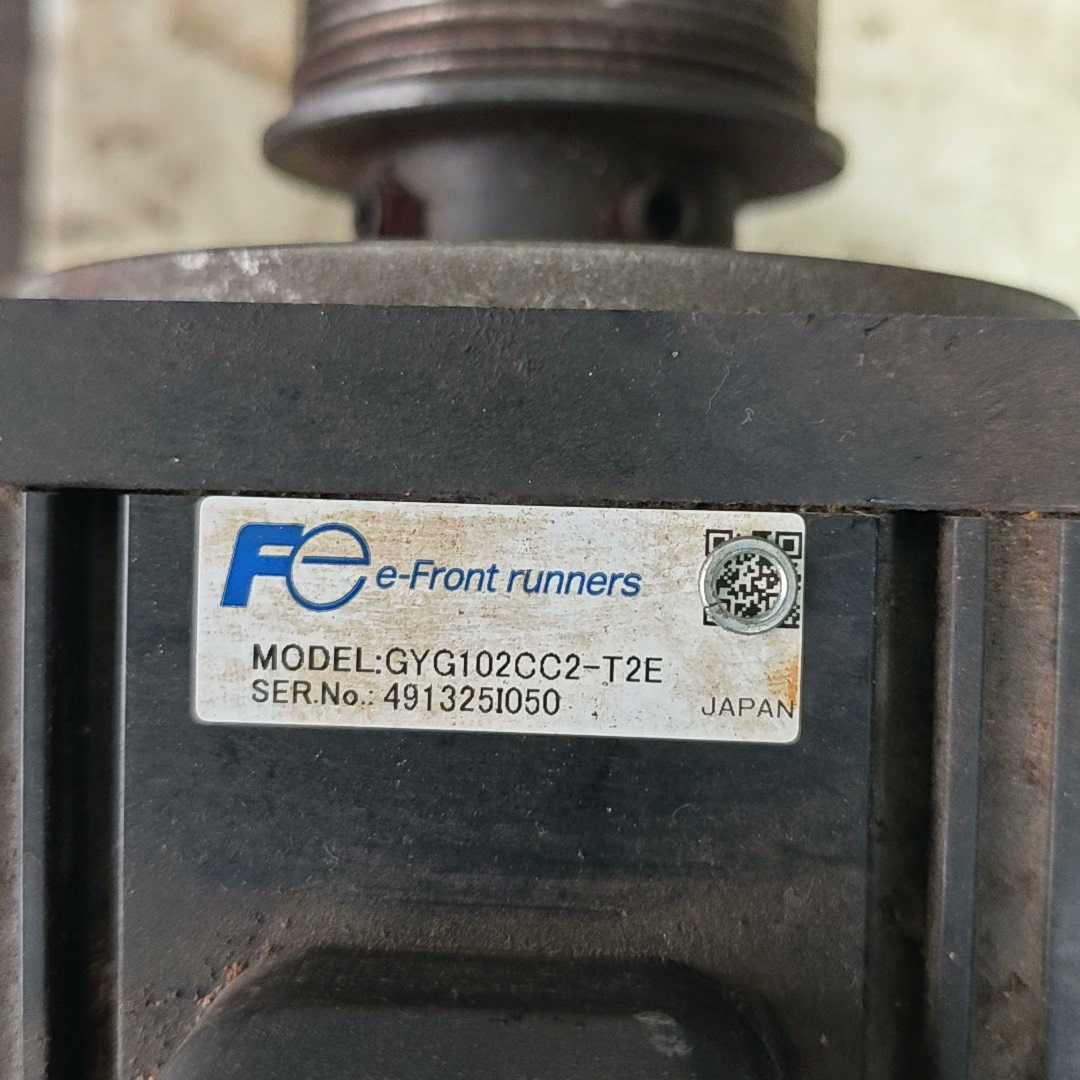 Fe e-Front runners
MODEL:GYG102CC2-T2E
SER.No.: 491325I050
JAPAN